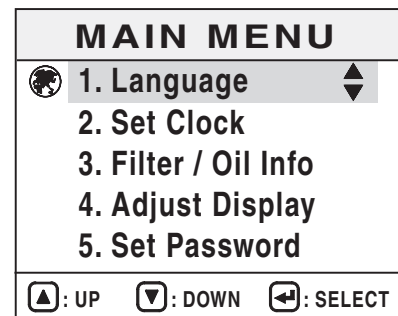 MAIN MENU
1. Language
2. Set Clock
3. Filter / Oil Info
4. Adjust Display
5. Set Password
: UP : DOWN : SELECT